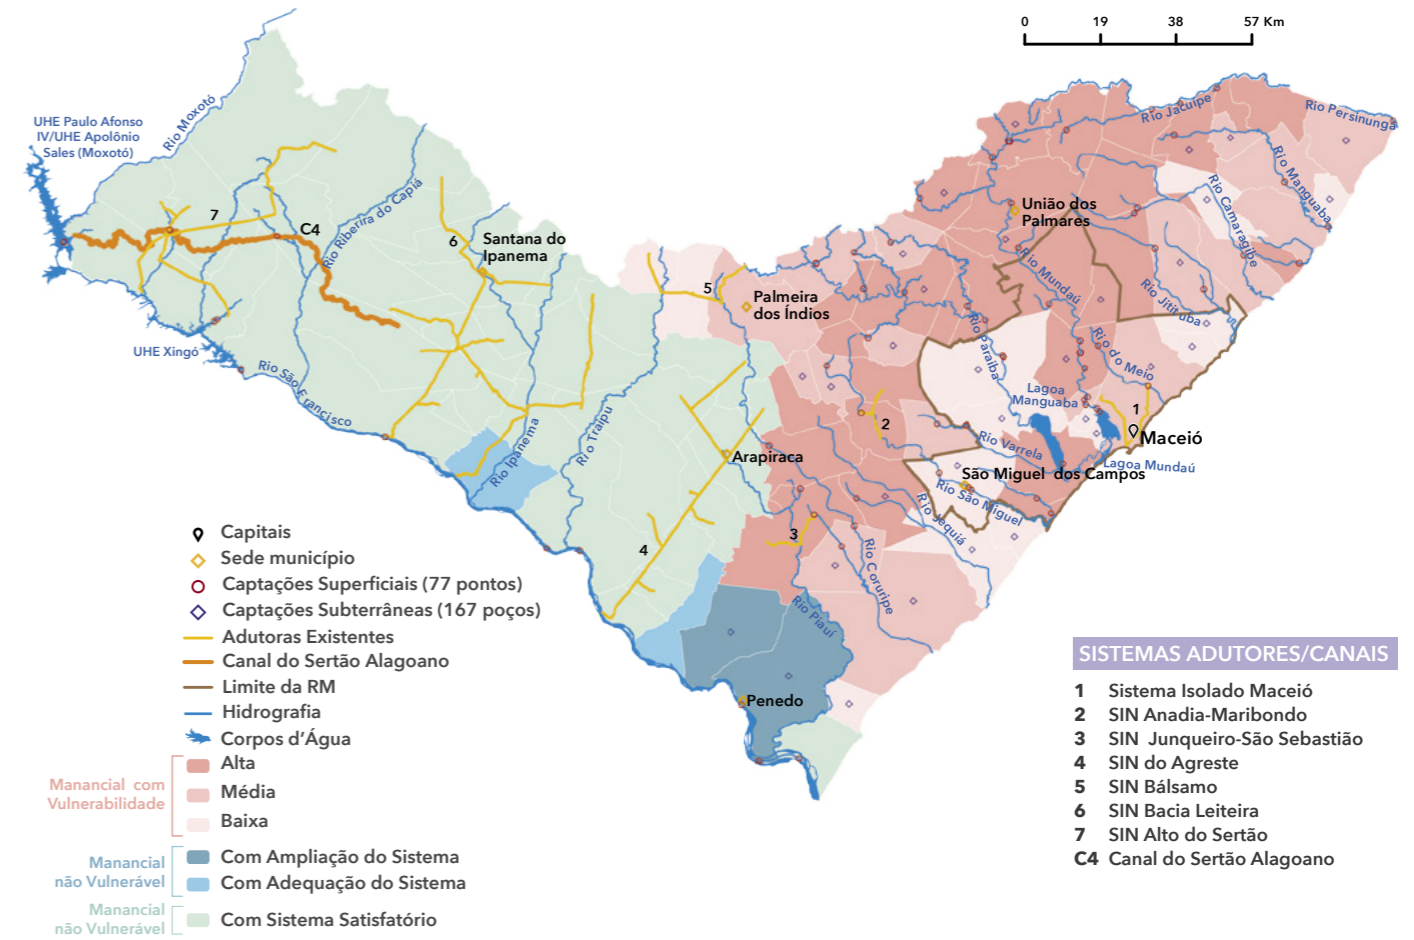 0 19 38 57 Km
UHE Paulo Afonso
IV/UHE Apolônio
Sales (Moxotó)
Rio Moxotó
Rio Jacuípe
Rio Persinunga
Rio Manguaba
Rio Camaragibe
União dos
Palmares
7
C4
Rio Riberira do Capiá
6
Santana do
Ipanema
Rio Mundaú
Rio Jitituba
5
Palmeira
dos Índios
Rio Paraíba
Rio do Meio
UHE Xingó
Rio São Francisco
Lagoa
Manguaba
1
Maceió
2
Rio Ipanema
Rio Traipu
Arapiraca
Rio Varrela
Lagoa Mundaú
São Miguel dos Campos
Rio São Miguel
Rio Jequiá
3
4
Rio Coruripe
Rio Piauí
Penedo
Capitais
Sede município
Captações Superficiais (77 pontos)
Captações Subterrâneas (167 poços)
Adutoras Existentes
Canal do Sertão Alagoano
Limite da RM
Hidrografia
Corpos d'Água
Manancial com
Vulnerabilidade
Alta
Média
Baixa
Manancial
não Vulnerável
Com Ampliação do Sistema
Com Adequação do Sistema
Manancial
não Vulnerável
Com Sistema Satisfatório
SISTEMAS ADUTORES/CANAIS
1 Sistema Isolado Maceió
2 SIN Anadia-Maribondo
3 SIN Junqueiro-São Sebastião
4 SIN do Agreste
5 SIN Bálsamo
6 SIN Bacia Leiteira
7 SIN Alto do Sertão
C4 Canal do Sertão Alagoano